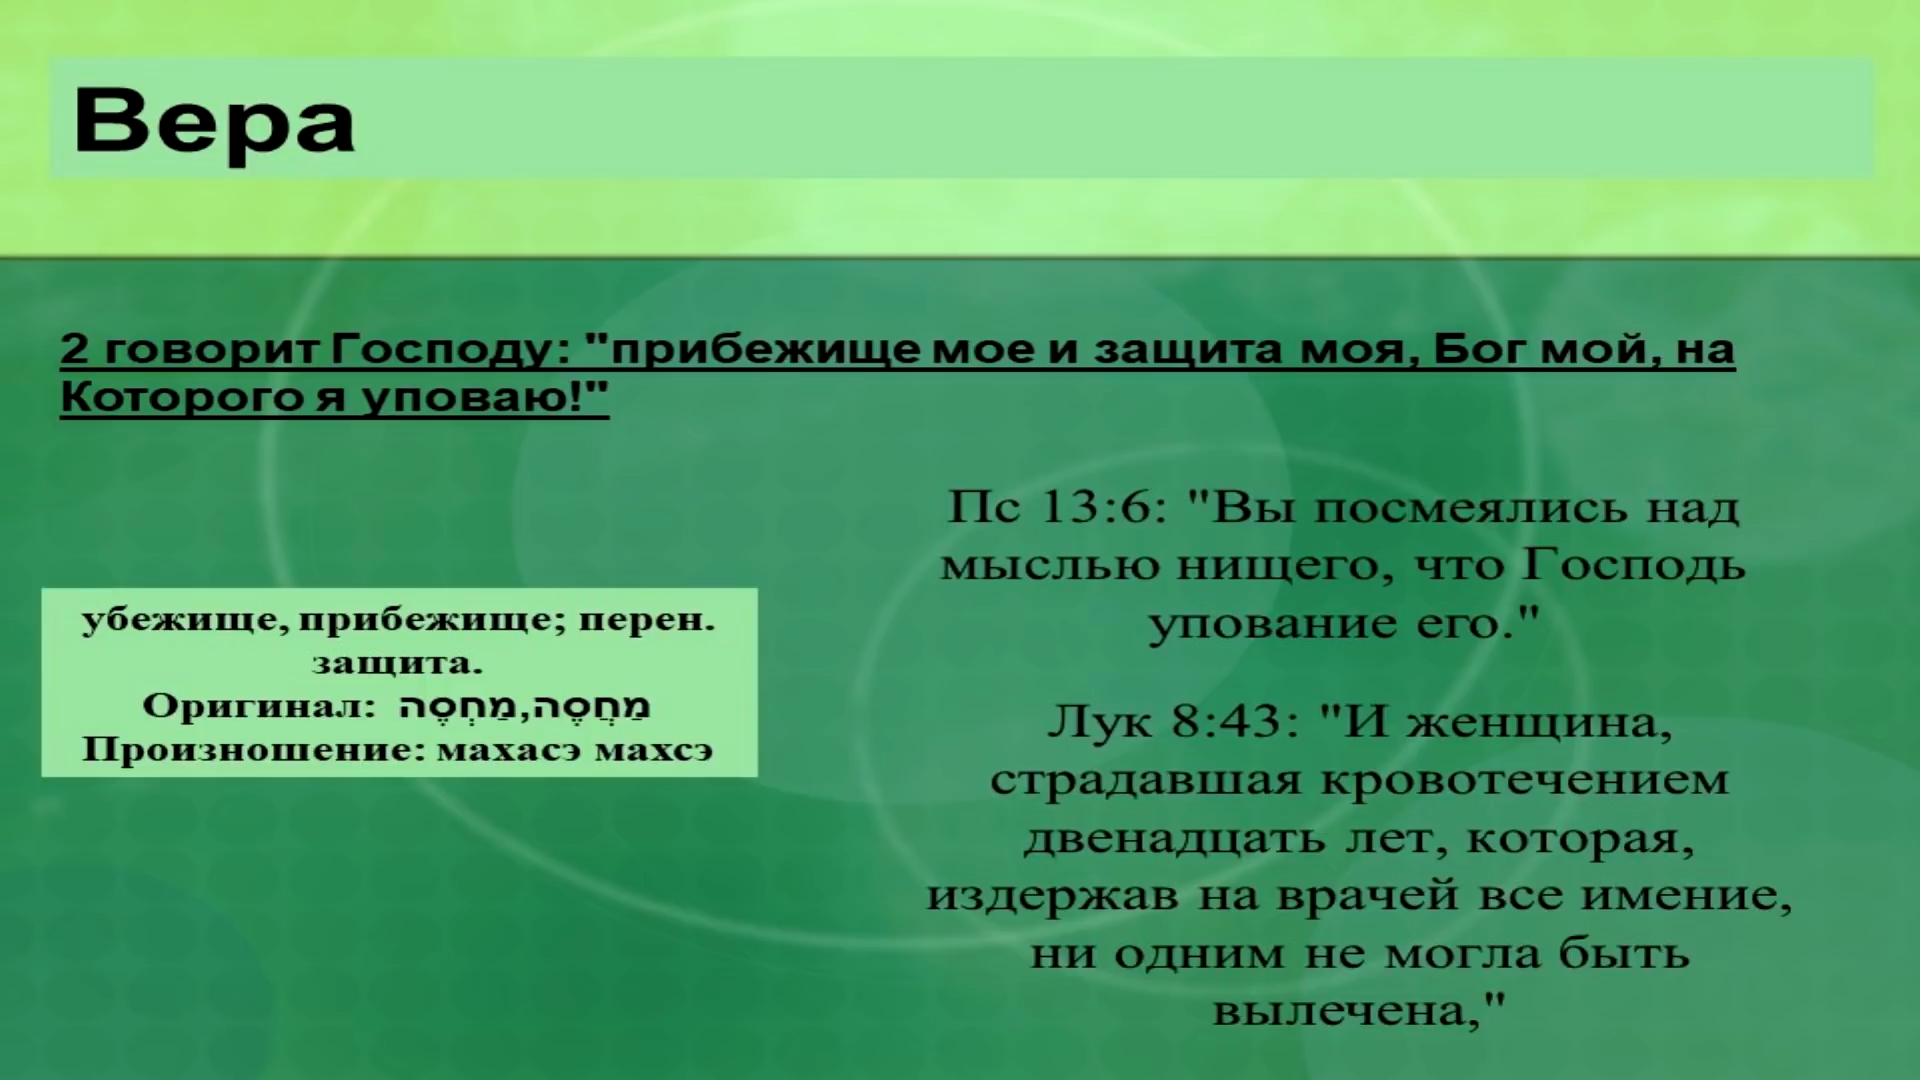 Вера
2 говорит Господу: "прибежище мое и защита моя, Бог мой, на
Которого я уповаю!"
убежище, прибежище; перен.
защита.
Оригинал: מַחֲסֶה,מַחְסֶה
Произношение: махасэ махсэ
Пс 13:6: "Вы посмеялись над
мыслью нищего, что Господь
упование его."
Лук 8:43: "И женщина,
страдавшая кровотечением
двенадцать лет, которая,
издержав на врачей все имение,
ни одним не могла быть
вылечена,"